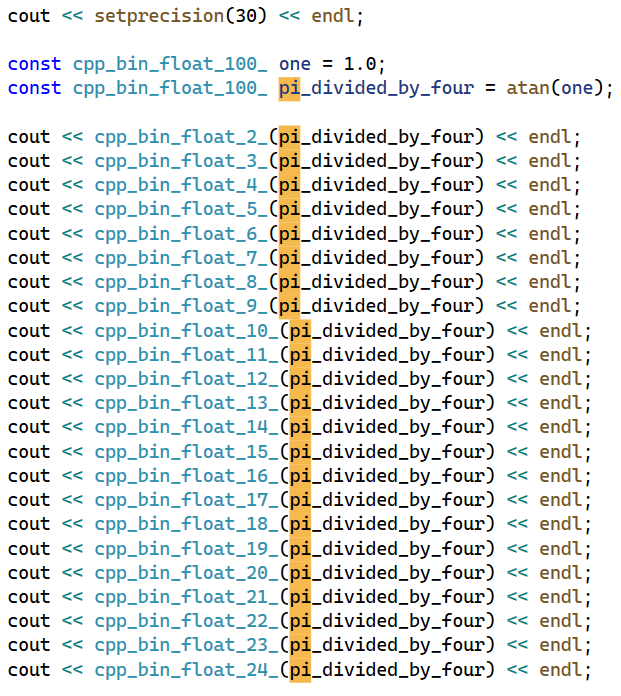 cout << setprecision(30) << endl;
const cpp_bin_float_100_ one = 1.0;
const cpp_bin_float_100_ pi_divided_by_four = atan(one);
cout << cpp_bin_float_2_(pi_divided_by_four) << endl;
cout << cpp_bin_float_3_(pi_divided_by_four) << endl;
cout << cpp_bin_float_4_(pi_divided_by_four) << endl;
cout << cpp_bin_float_5_(pi_divided_by_four) << endl;
cout << cpp_bin_float_6_(pi_divided_by_four) << endl;
cout << cpp_bin_float_7_(pi_divided_by_four) << endl;
cout << cpp_bin_float_8_(pi_divided_by_four) << endl;
cout << cpp_bin_float_9_(pi_divided_by_four) << endl;
cout << cpp_bin_float_10_(pi_divided_by_four) << endl;
cout << cpp_bin_float_11_(pi_divided_by_four) << endl;
cout << cpp_bin_float_12_(pi_divided_by_four) << endl;
cout << cpp_bin_float_13_(pi_divided_by_four) << endl;
cout << cpp_bin_float_14_(pi_divided_by_four) << endl;
cout << cpp_bin_float_15_(pi_divided_by_four) << endl;
cout << cpp_bin_float_16_(pi_divided_by_four) << endl;
cout << cpp_bin_float_17_(pi_divided_by_four) << endl;
cout << cpp_bin_float_18_(pi_divided_by_four) << endl;
cout << cpp_bin_float_19_(pi_divided_by_four) << endl;
cout << cpp_bin_float_20_(pi_divided_by_four) << endl;
cout << cpp_bin_float_21_(pi_divided_by_four) << endl;
cout << cpp_bin_float_22_(pi_divided_by_four) << endl;
cout << cpp_bin_float_23_(pi_divided_by_four) << endl;
cout << cpp_bin_float_24_(pi_divided_by_four) << endl;